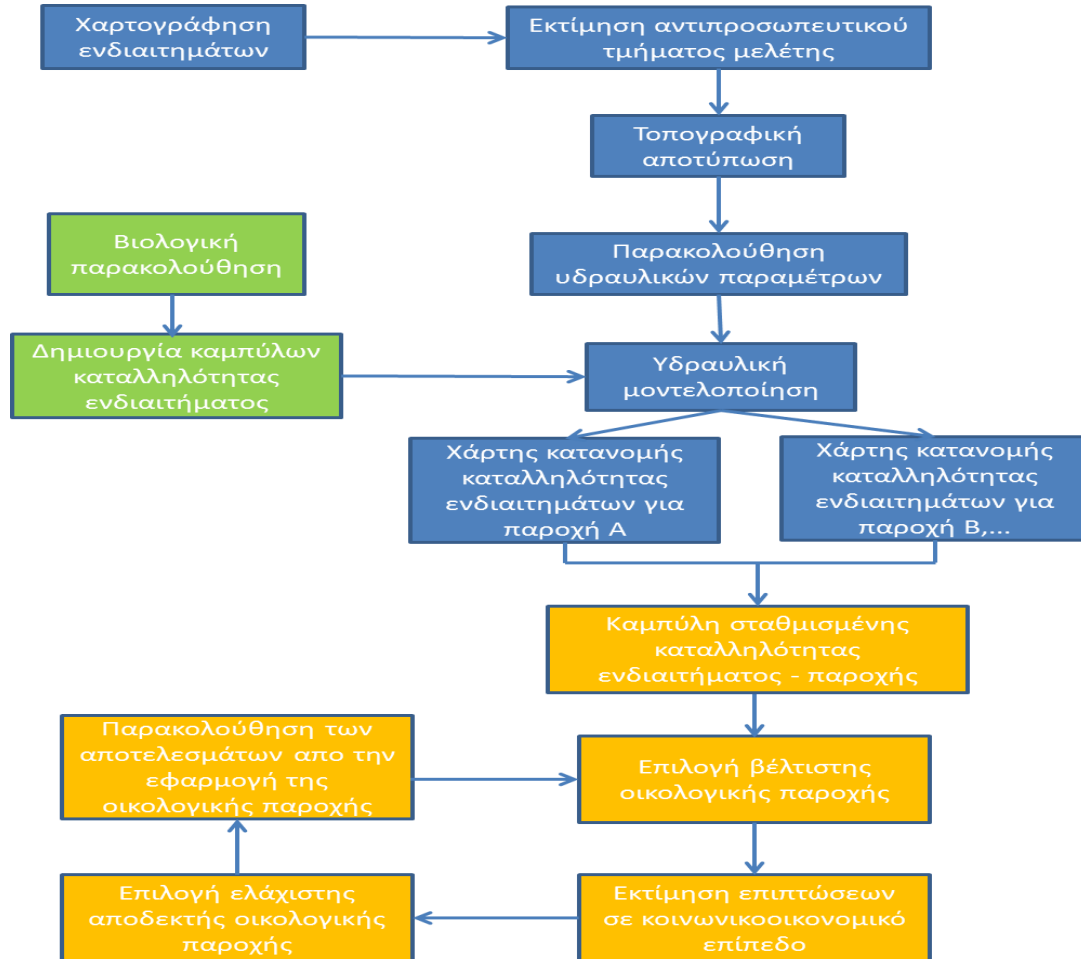 Χαρτογράφηση
ενδιαιτημάτων
Εκτίμηση αντιπροσωπευτικού
τμήματος μελέτης
Τοπογραφική
αποτύπωση
Βιολογική
παρακολούθηση
Παρακολούθηση
υδραυλικών παραμέτρων
Δημιουργία καμπύλων
καταλληλότητας
ενδιαιτήματος
Υδραυλική
μοντελοποίηση
Χάρτης κατανομής
καταλληλότητας
ενδιαιτημάτων για
παροχή Α
Χάρτης κατανομής
καταλληλότητας
ενδιαιτημάτων για
παροχή Β,...
Καμπύλη σταθμισμένης
καταλληλότητας
ενδιαιτήματος - παροχής
Παρακολούθηση των
αποτελεσμάτων απο την
εφαρμογή της
οικολογικής παροχής
Επιλογή βέλτιστης
οικολογικής παροχής
Επιλογή ελάχιστης
αποδεκτής οικολογικής
παροχής
Εκτίμηση επιπτώσεων
σε κοινωνικοοικονομικό
επίπεδο